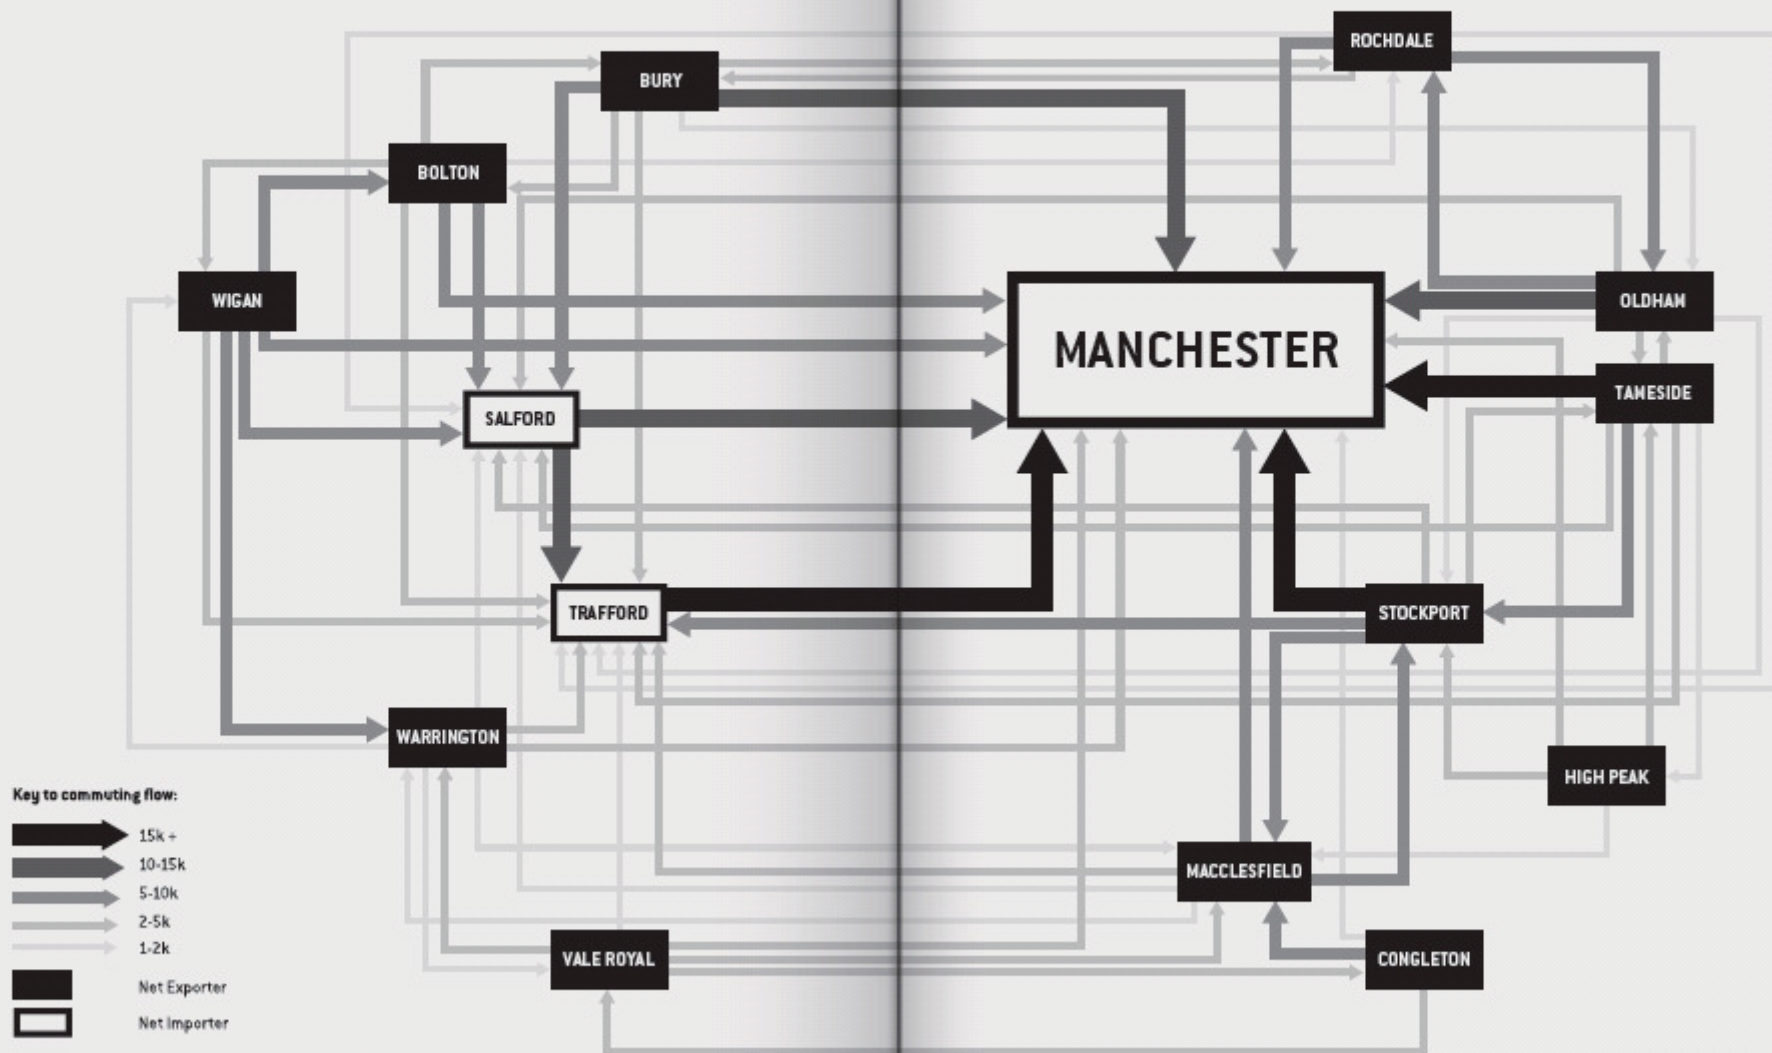 ROCHDALE
BURY
BOLTON
WIGAN
OLDHAM
MANCHESTER
TAMESIDE
SALFORD
TRAFFORD
STOCKPORT
WARRINGTON
HIGH PEAK
Key to commuting flow:
15k +
10-15k
5-10k
2-5k
1-2k
Net Exporter
Net Importer
MACCLESFIELD
VALE ROYAL
CONGLETON